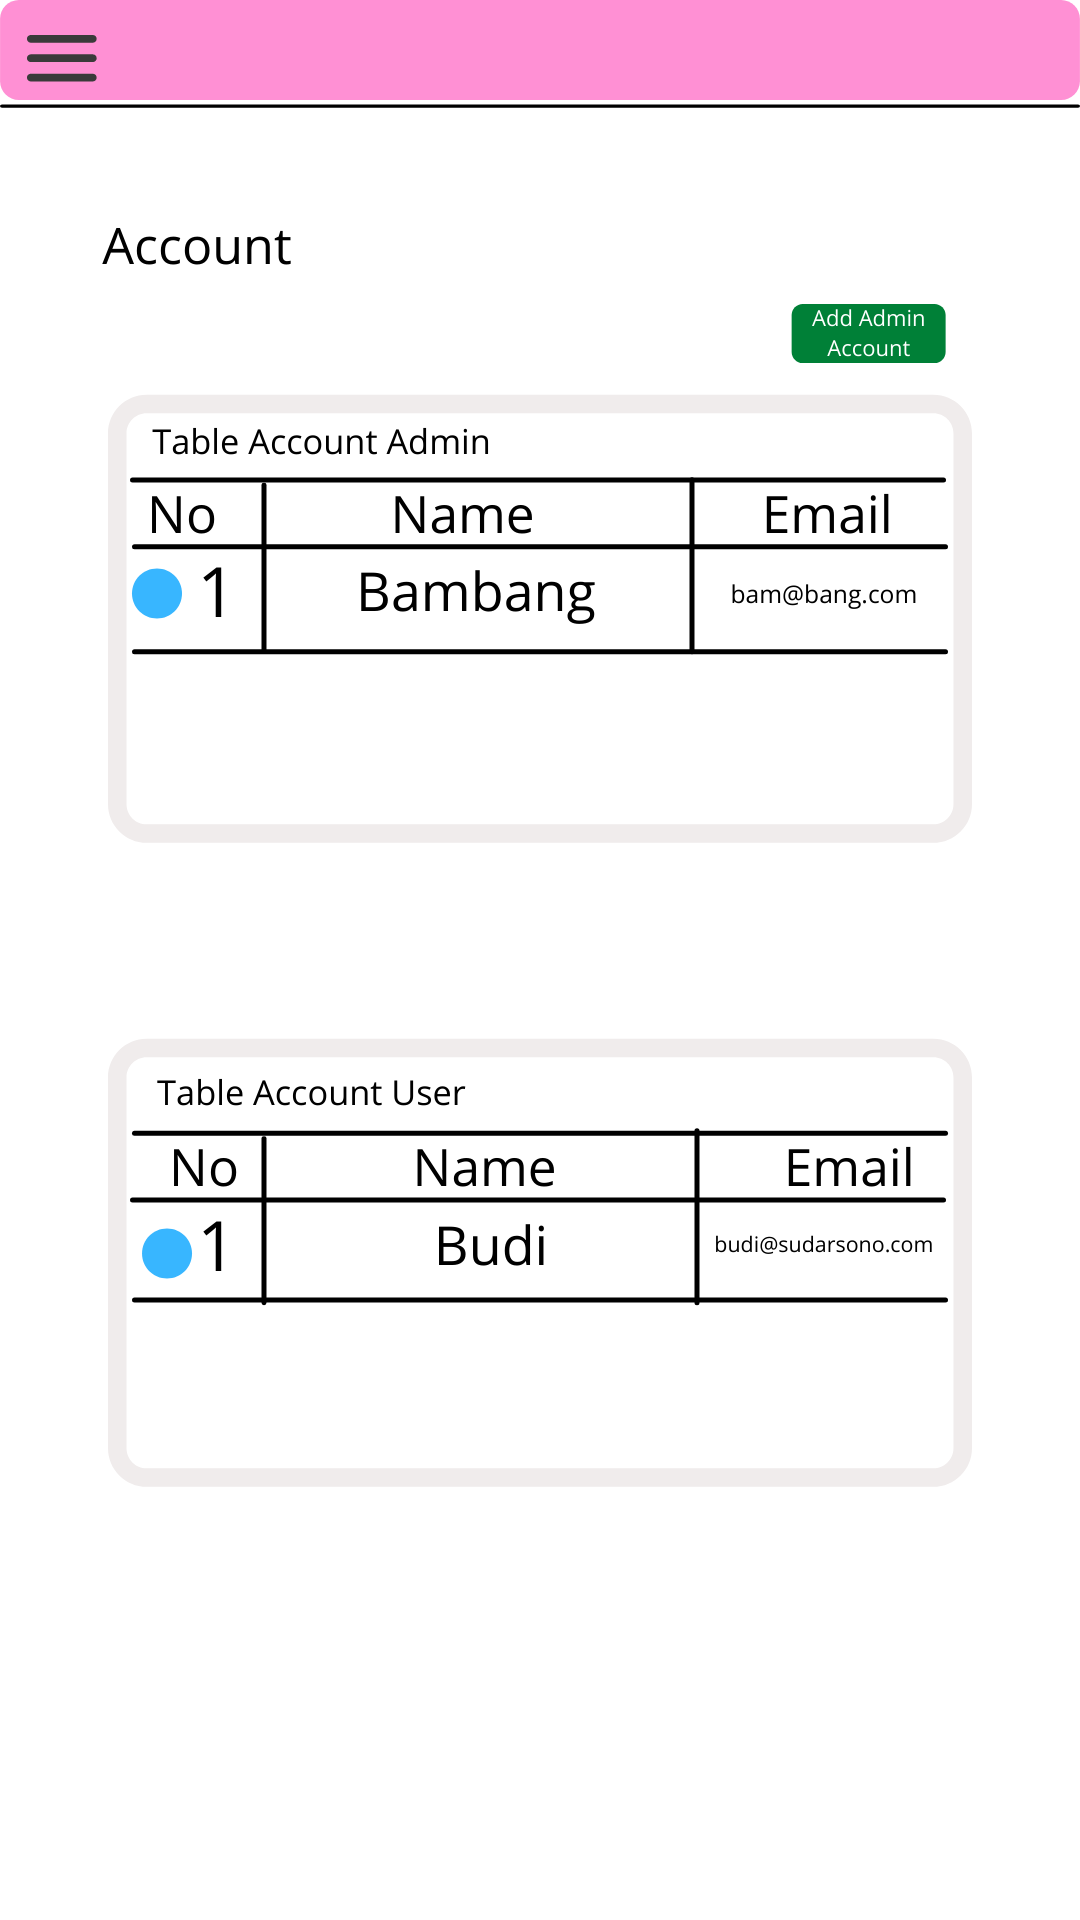 Account
Add Admin
Account
Table Account Admin
No Name Email
1 Bambang bam@bang.com
Table Account User
No Name Email
1 Budi budi@sudarsono.com